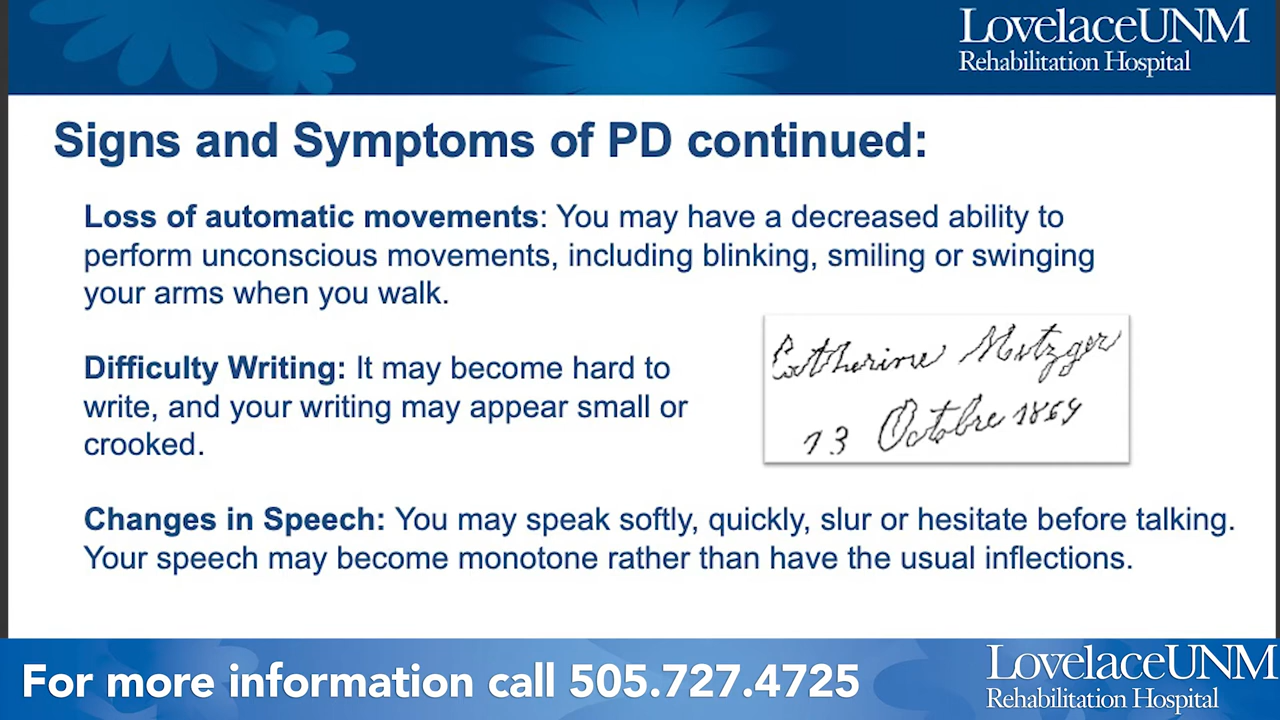 LovelaceUNM
Rehabilitation Hospital
Signs and Symptoms of PD continued:
Loss of automatic movements: You may have a decreased ability to
perform unconscious movements, including blinking, smiling or swinging
your arms when you walk.
Difficulty Writing: It may become hard to
write, and your writing may appear small or
crooked.
Catherine Metzger
13 Octobre 1869
Changes in Speech: You may speak softly, quickly, slur or hesitate before talking.
Your speech may become monotone rather than have the usual inflections.
For more information call 505.727.4725
LovelaceUNM
Rehabilitation Hospital